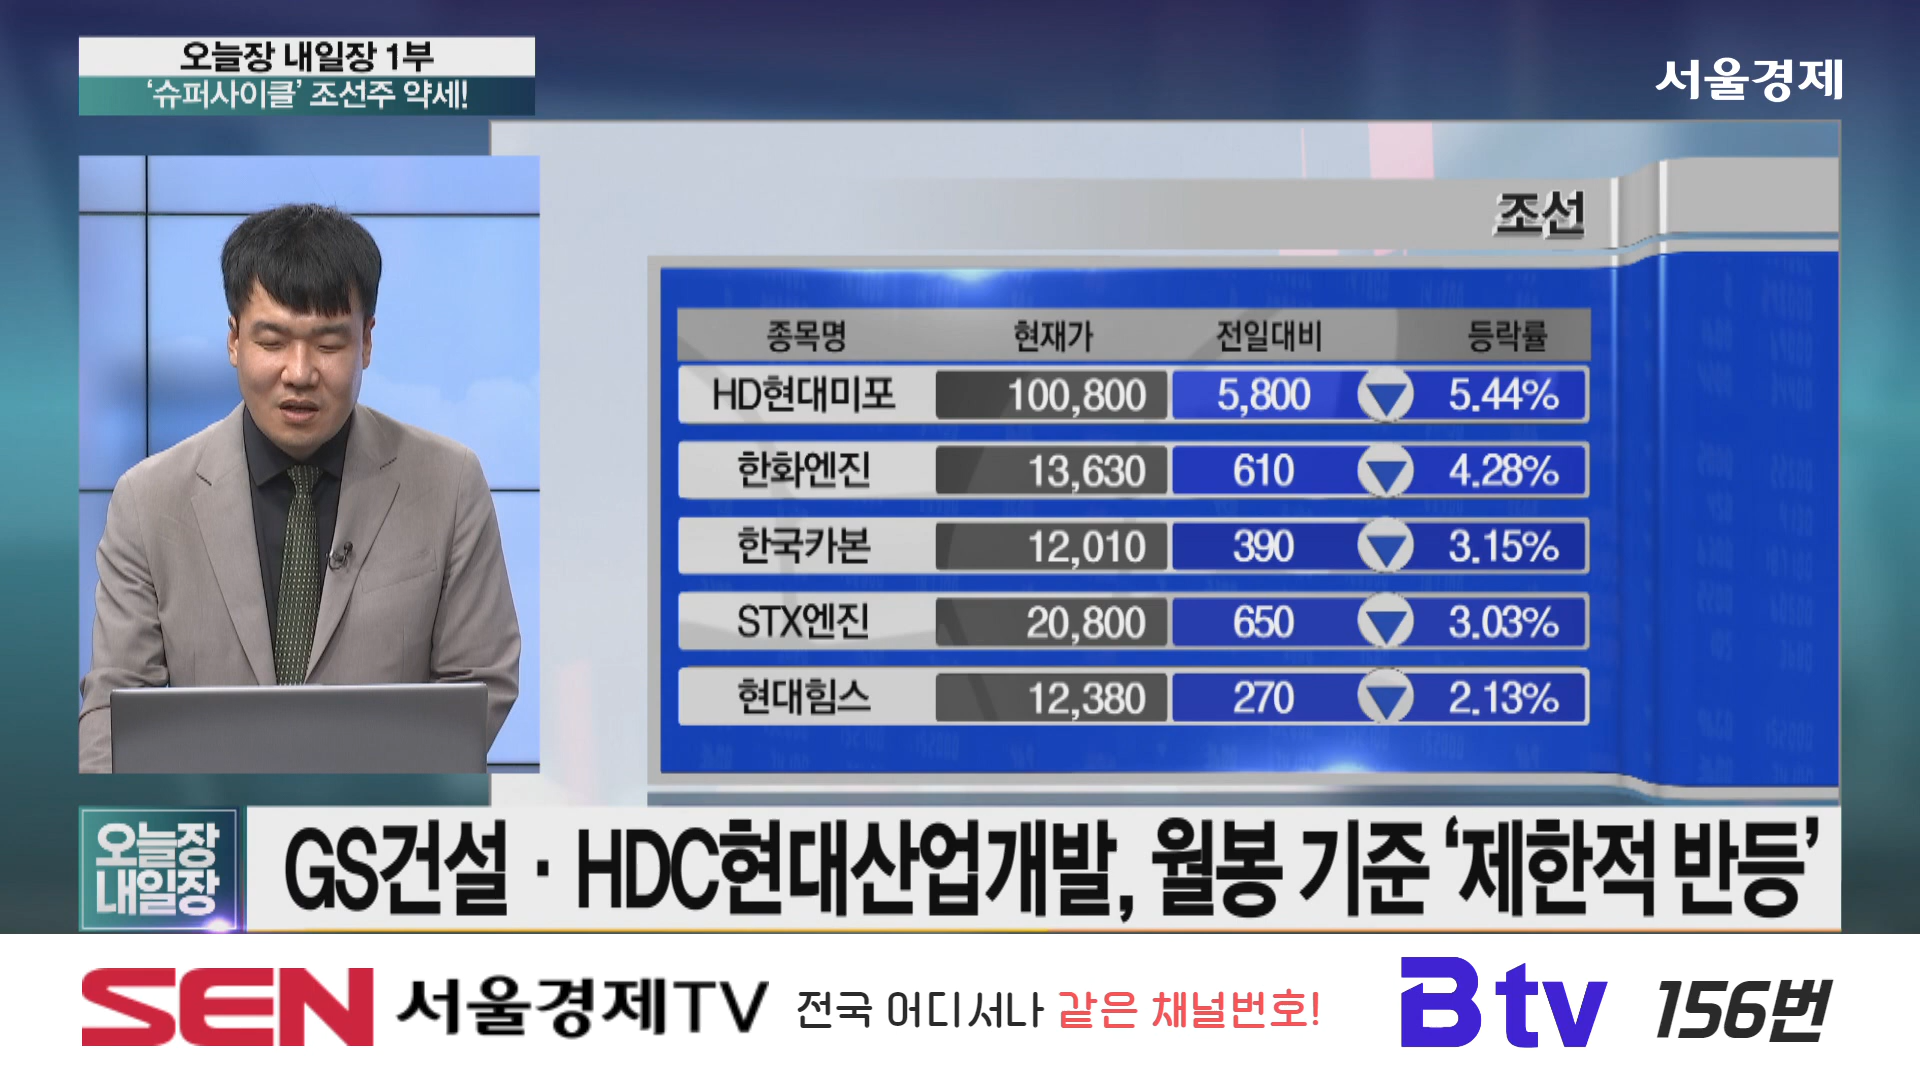 오늘장 내일장 1부
‘슈퍼사이클’ 조선주 약세!
서울경제
조선
종목명 현재가 전일대비 등락률
HD현대미포 100,800 5,800 ▼ 5.44%
한화엔진 13,630 610 ▼ 4.28%
한국카본 12,010 390 ▼ 3.15%
STX엔진 20,800 650 ▼ 3.03%
현대힘스 12,380 270 ▼ 2.13%
오늘장
내일장
GS건설·HDC현대산업개발, 월봉 기준 ‘제한적 반등’
SEN 서울경제TV 전국 어디서나 같은 채널번호! B tv 156번